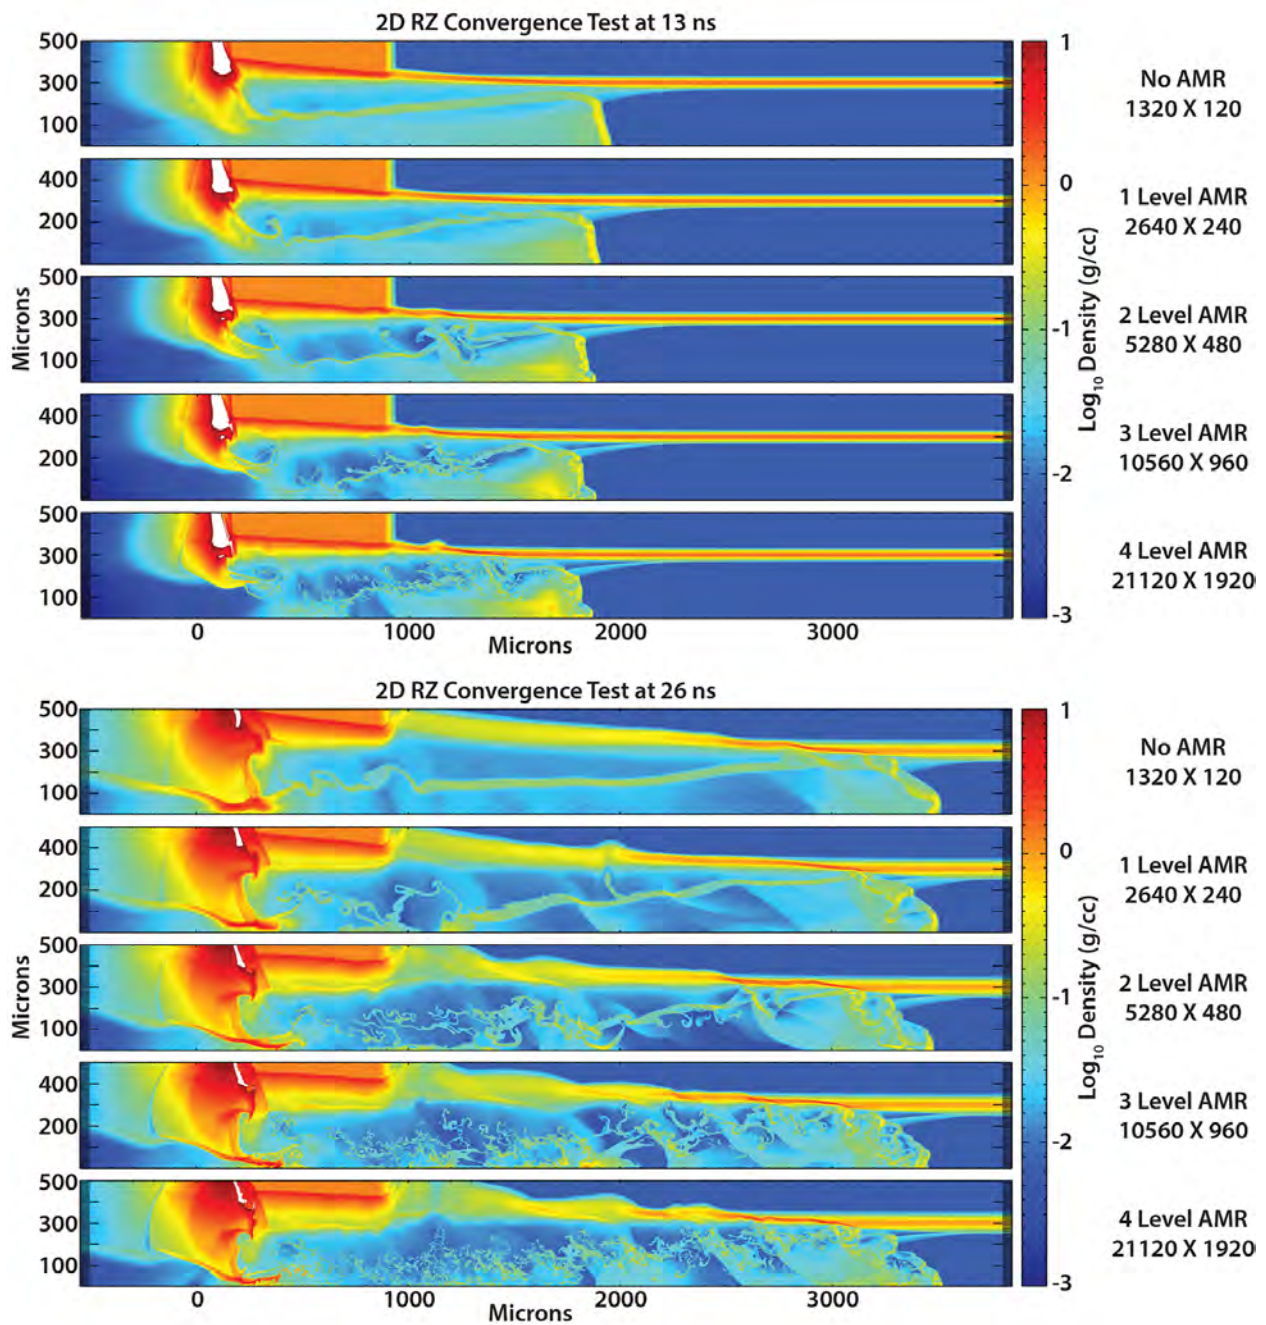 2D RZ Convergence Test at 13 ns
500
300
100
1
No AMR
1320 X 120
400
200
0
1 Level AMR
2640 X 240
500
300
100
-1
2 Level AMR
5280 X 480
Microns
Log10 Density (g/cc)
400
200
-2
3 Level AMR
10560 X 960
500
300
100
-3
4 Level AMR
21120 X 1920
0 1000 2000 3000
Microns
2D RZ Convergence Test at 26 ns
500
300
100
1
No AMR
1320 X 120
400
200
0
1 Level AMR
2640 X 240
500
300
100
-1
2 Level AMR
5280 X 480
Microns
Log10 Density (g/cc)
400
200
-2
3 Level AMR
10560 X 960
500
300
100
-3
4 Level AMR
21120 X 1920
0 1000 2000 3000
Microns